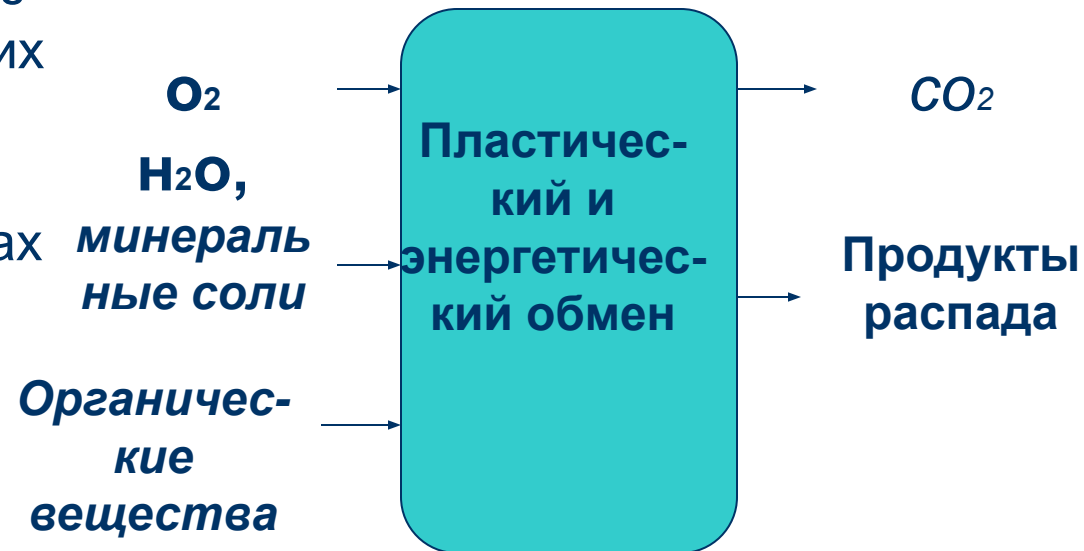 их
O2
H2O,
ах
минераль
ные соли
Органичес-
кие
вещества
Пластичес-
кий и
энергетичес-
кий обмен
CO2
Продукты
распада